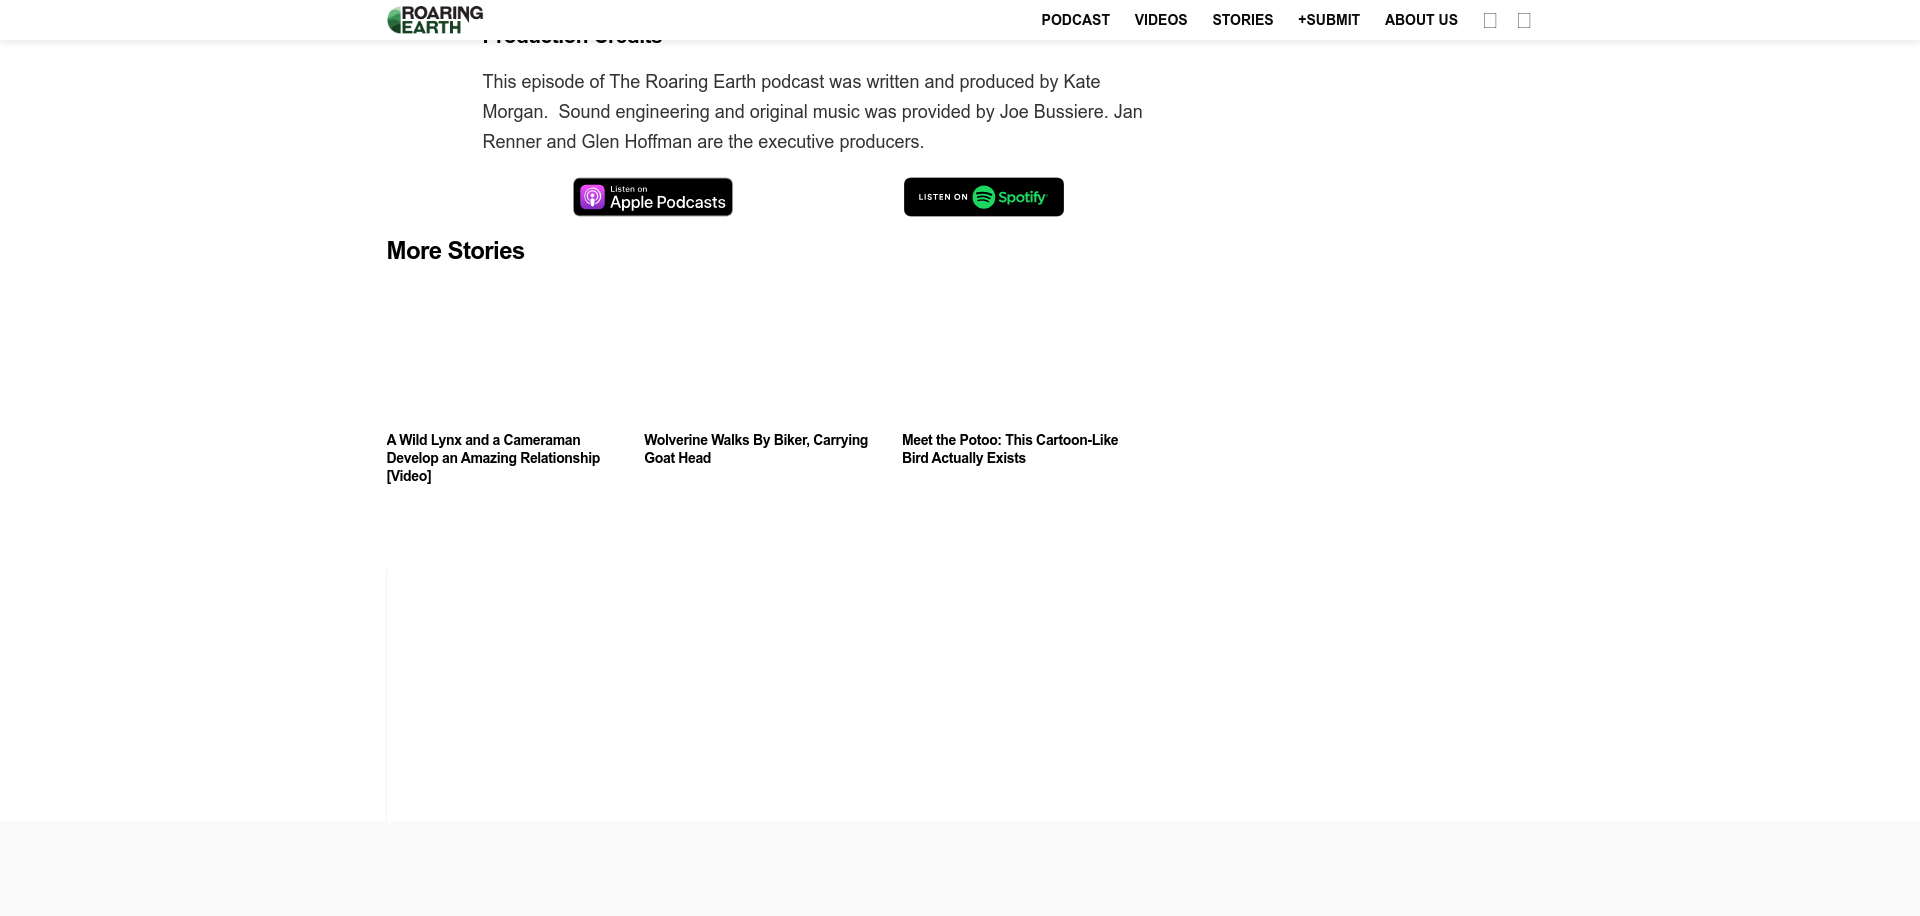 ROARING
EARTH
PODCAST VIDEOS STORIES +SUBMIT ABOUT US
Production Credits
This episode of The Roaring Earth podcast was written and produced by Kate
Morgan.  Sound engineering and original music was provided by Joe Bussiere. Jan
Renner and Glen Hoffman are the executive producers.
Listen on
Apple Podcasts
LISTEN ON Spotify
More Stories
A Wild Lynx and a Cameraman
Develop an Amazing Relationship
[Video]
Wolverine Walks By Biker, Carrying
Goat Head
Meet the Potoo: This Cartoon-Like
Bird Actually Exists